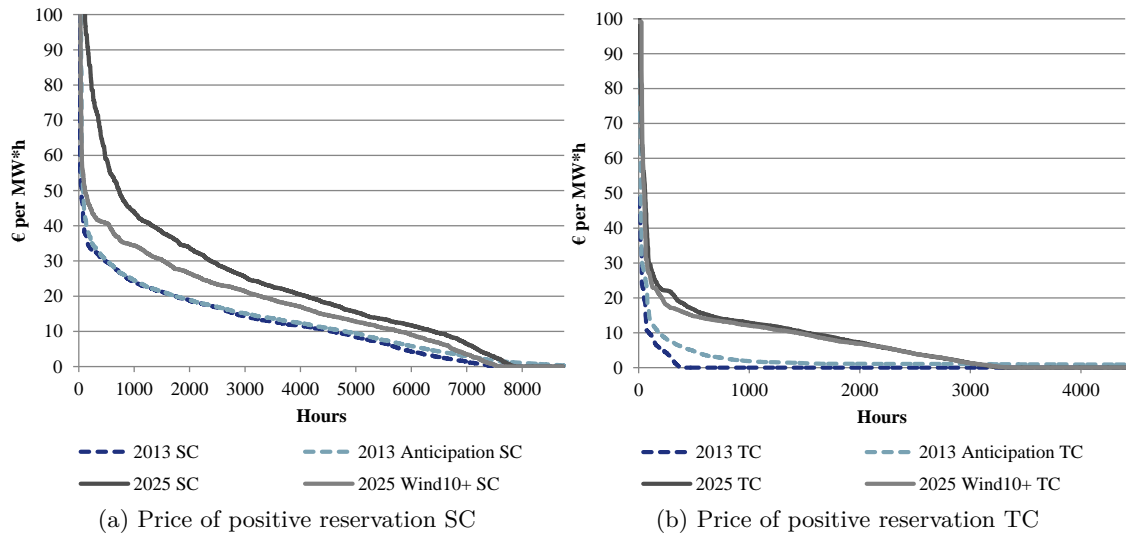 100
90
80
70
60
50
40
30
20
10
0
€ per MW*h
0 1000 2000 3000 4000 5000 6000 7000 8000
Hours
2013 SC
2013 Anticipation SC
2025 SC
2025 Wind10+ SC
(a) Price of positive reservation SC
100
90
80
70
60
50
40
30
20
10
0
€ per MW*h
0 1000 2000 3000 4000
Hours
2013 TC
2013 Anticipation TC
2025 TC
2025 Wind10+ TC
(b) Price of positive reservation TC